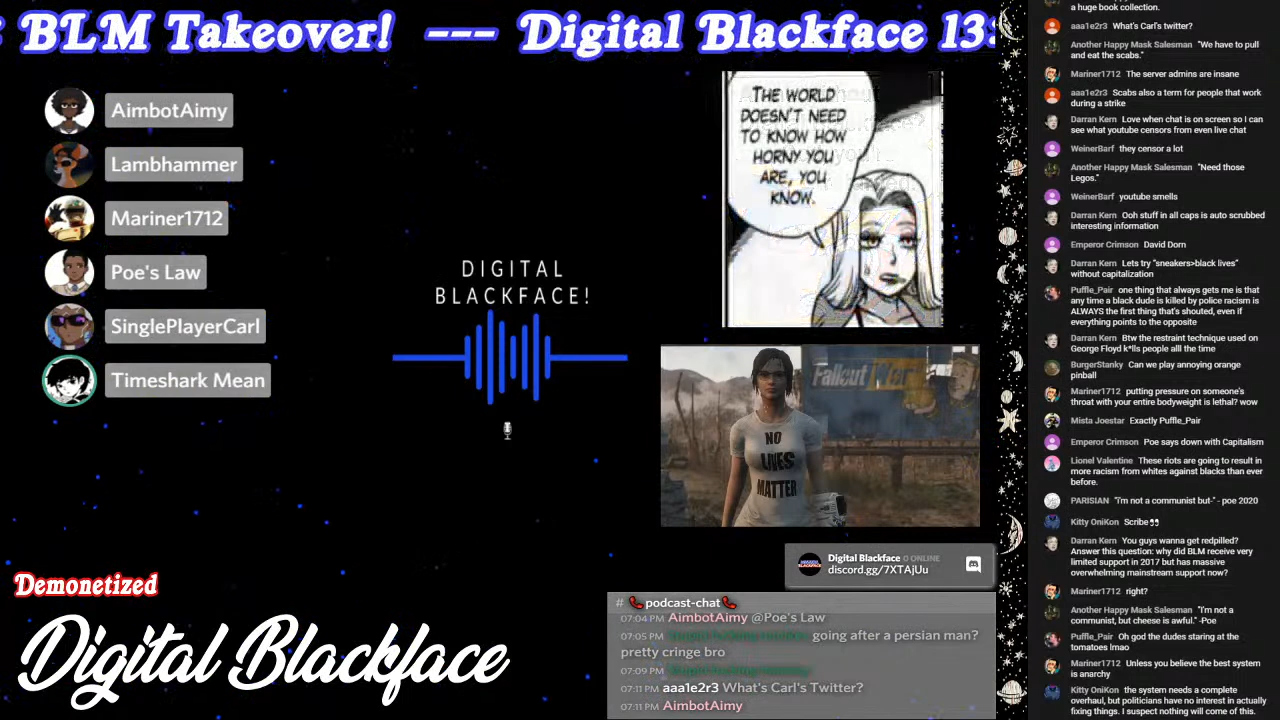 BLM Takeover! --- Digital Blackface 13
AimbotAimy
Lambhammer
Mariner1712
Poe's Law
SinglePlayerCarl
Timeshark Mean
DIGITAL
BLACKFACE!
THE WORLD
DOESN'T NEED
TO KNOW HOW
HORNY YOU
ARE, YOU
KNOW.
Fallout Wor
NO
LIVES
MATTER
Demonetized
Digital Blackface
Digital Blackface 0 ONLINE
discord.gg/7XTAjUu
# podcast-chat
07:04 PM AimbotAimy @Poe's Law
07:05 PM going after a persian man?
pretty cringe bro
07:09 PM
07:11 PM aaa1e2r3 What's Carl's Twitter?
07:11 PM AimbotAimy
a huge book collection.
aaa1e2r3 What's Carl's twitter?
Another Happy Mask Salesman "We have to pull
and eat the scabs."
Mariner1712 The server admins are insane
aaa1e2r3 Scabs also a term for people that work
during a strike
Darran Kern Love when chat is on screen so I can
see what youtube censors from even live chat
WeinerBarf they censor a lot
Another Happy Mask Salesman "Need those
Legos."
WeinerBarf youtube smells
Darran Kern Ooh stuff in all caps is auto scrubbed
interesting information
Emperor Crimson David Dorn
Darran Kern Lets try "sneakers>black lives"
without capitalization
Puffle_Pair one thing that always gets me is that
any time a black dude is killed by police racism is
ALWAYS the first thing that's shouted, even if
everything points to the opposite
Darran Kern Btw the restraint technique used on
George Floyd k*lls people alll the time
BurgerStanky Can we play annoying orange
pinball
Mariner1712 putting pressure on someone's
throat with your entire bodyweight is lethal? wow
Mista Joestar Exactly Puffle_Pair
Emperor Crimson Poe says down with Capitalism
Lionel Valentine These riots are going to result in
more racism from whites against blacks than ever
before.
PARISIAN "i'm not a communist but-" - poe 2020
Kitty OniKon Scribe
Darran Kern You guys wanna get redpilled?
Answer this question: why did BLM receive very
limited support in 2017 but has massive
overwhelming mainstream support now?
Mariner1712 right?
Another Happy Mask Salesman "I'm not a
communist, but cheese is awful." -Poe
Puffle_Pair Oh god the dudes staring at the
tomatoes lmao
Mariner1712 Unless you believe the best system
is anarchy
Kitty OniKon the system needs a complete
overhaul, but politicians have no interest in actually
fixing things. I suspect nothing will come of this.